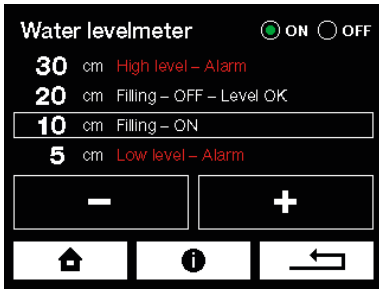 Water levelmeter ON OFF
30 cm High level – Alarm
20 cm Filling – OFF – Level OK
10 cm Filling – ON
5 cm Low level – Alarm
– +
i